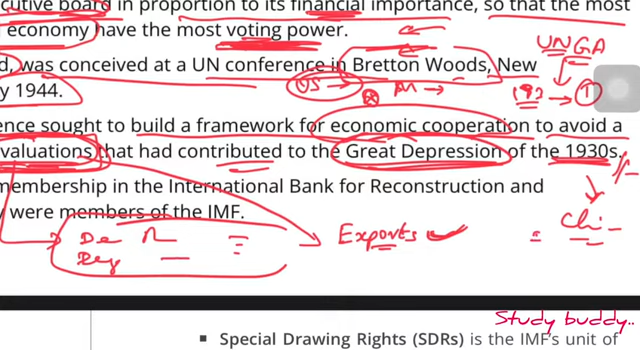 cutive board in proportion to its financial importance, so that the most
economy have the most voting power.
d, was conceived at a UN conference in Bretton Woods, New
y 1944.
UNGA
US →
193 → 1
ence sought to build a framework for economic cooperation to avoid a
valuations that had contributed to the Great Depression of the 1930s.
membership in the International Bank for Reconstruction and
were members of the IMF.
De
Exports
Chi
Study buddy..
▪ Special Drawing Rights (SDRs) is the IMF's unit of